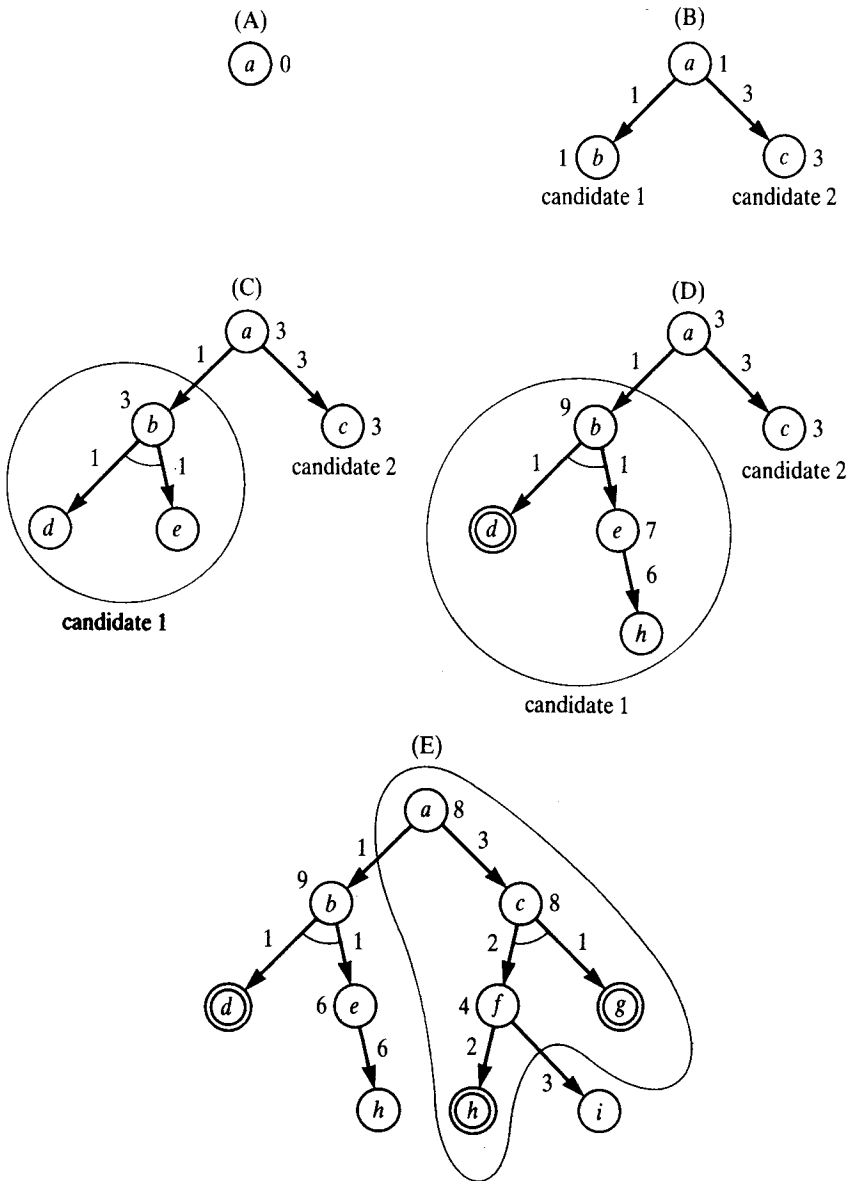 (A)
a 0
(B)
a 1
1 3
1 b c 3
candidate 1 candidate 2
(C)
a 3
1 3
3 b c 3
candidate 2
1 1
d e
candidate 1
(D)
a 3
1 3
9 b c 3
candidate 2
1 1
d e 7
6
h
candidate 1
(E)
a 8
1 3
9 b c 8
1 1 2 1
d 6 e 4 f g
6 2 3
h h i